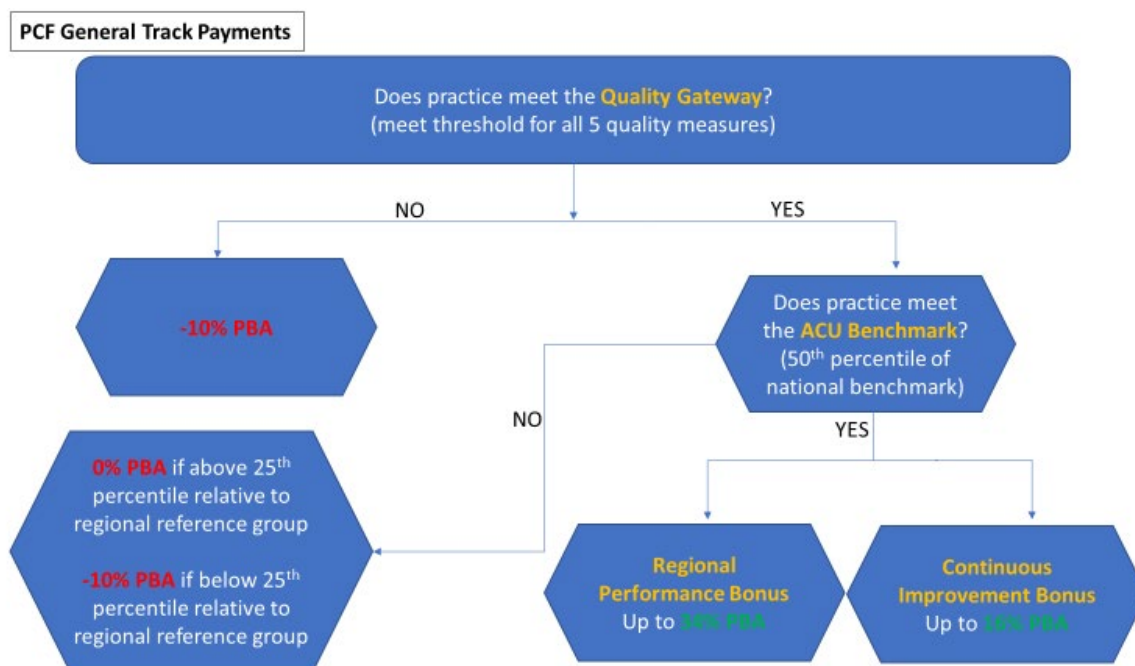 PCF General Track Payments
Does practice meet the Quality Gateway?
(meet threshold for all 5 quality measures)
NO
YES
-10% PBA
Does practice meet
the ACU Benchmark?
(50th percentile of
national benchmark)
NO
YES
0% PBA if above 25th
percentile relative to
regional reference group
-10% PBA if below 25th
percentile relative to
regional reference group
Regional
Performance Bonus
Up to 34% PBA
Continuous
Improvement Bonus
Up to 16% PBA